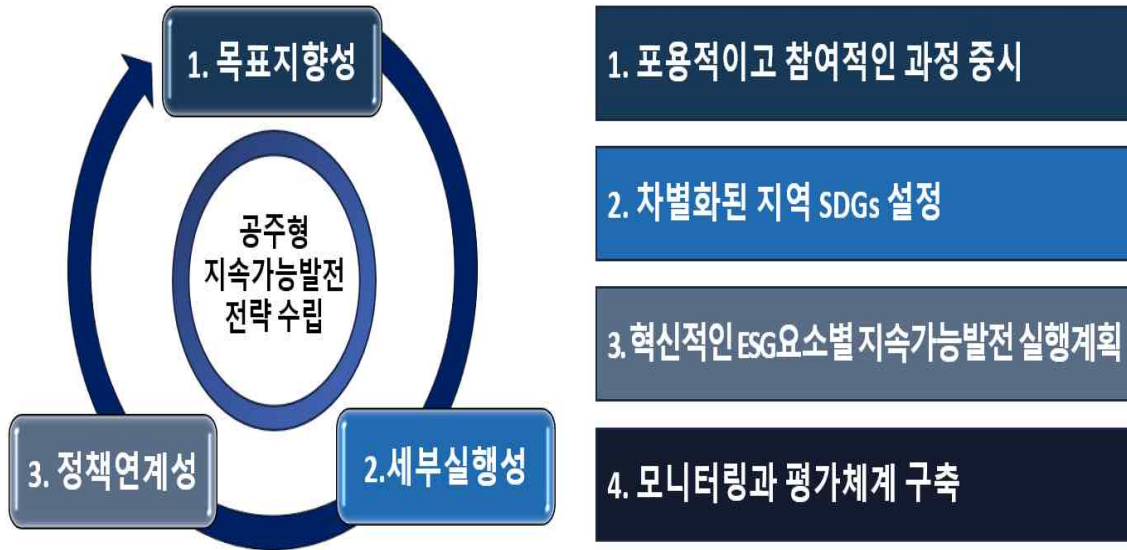 1. 목표지향성
공주형
지속가능발전
전략 수립
3. 정책연계성
2.세부실행성
1. 포용적이고 참여적인 과정 중시
2. 차별화된 지역 SDGs 설정
3. 혁신적인 ESG요소별 지속가능발전 실행계획
4. 모니터링과 평가체계 구축